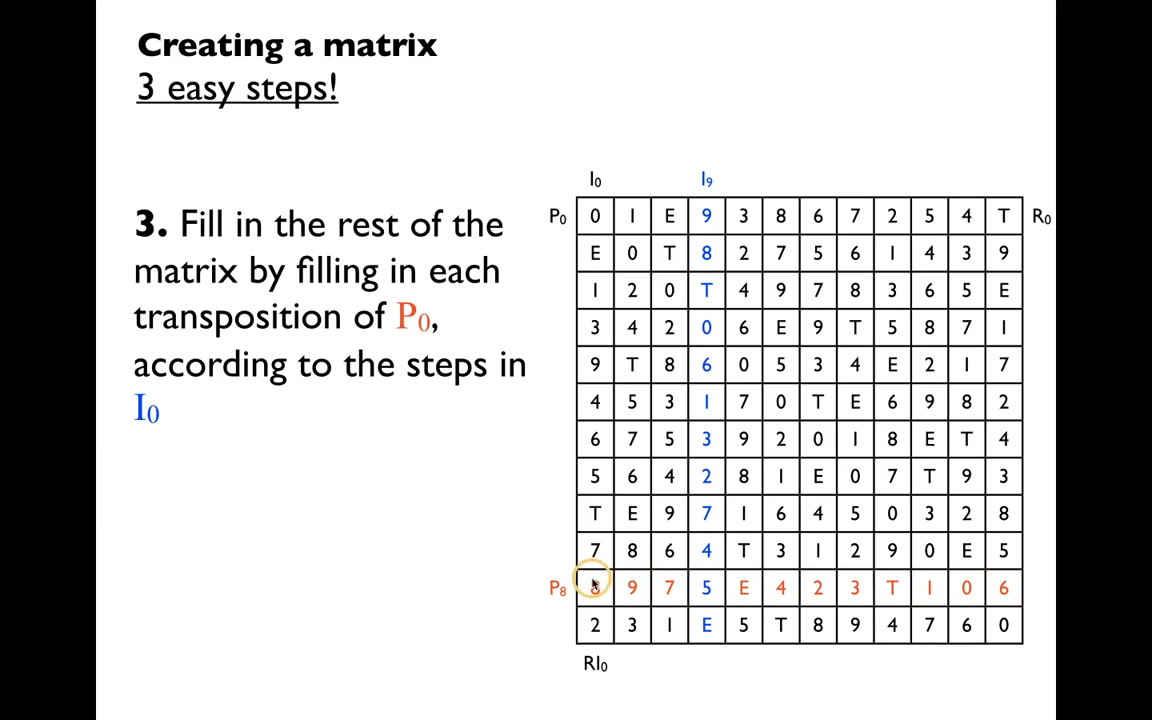 Creating a matrix
3 easy steps!
I₀ I₉
P₀ 0 1 E 9 3 8 6 7 2 5 4 T R₀
E 0 T 8 2 7 5 6 1 4 3 9
1 2 0 T 4 9 7 8 3 6 5 E
3 4 2 0 6 E 9 T 5 8 7 1
9 T 8 6 0 5 3 4 E 2 1 7
4 5 3 1 7 0 T E 6 9 8 2
6 7 5 3 9 2 0 1 8 E T 4
5 6 4 2 8 1 E 0 7 T 9 3
T E 9 7 1 6 4 5 0 3 2 8
7 8 6 4 T 3 1 2 9 0 E 5
P₈ 8 9 7 5 E 4 2 3 T 1 0 6
2 3 1 E 5 T 8 9 4 7 6 0
RI₀
3. Fill in the rest of the
matrix by filling in each
transposition of P₀,
according to the steps in
I₀